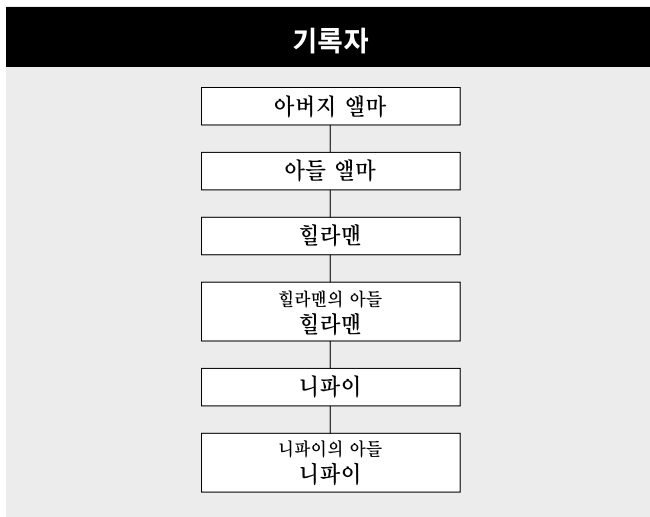 기록자
아버지 앨마
아들 앨마
힐라맨
힐라맨의 아들
힐라맨
니파이
니파이의 아들
니파이